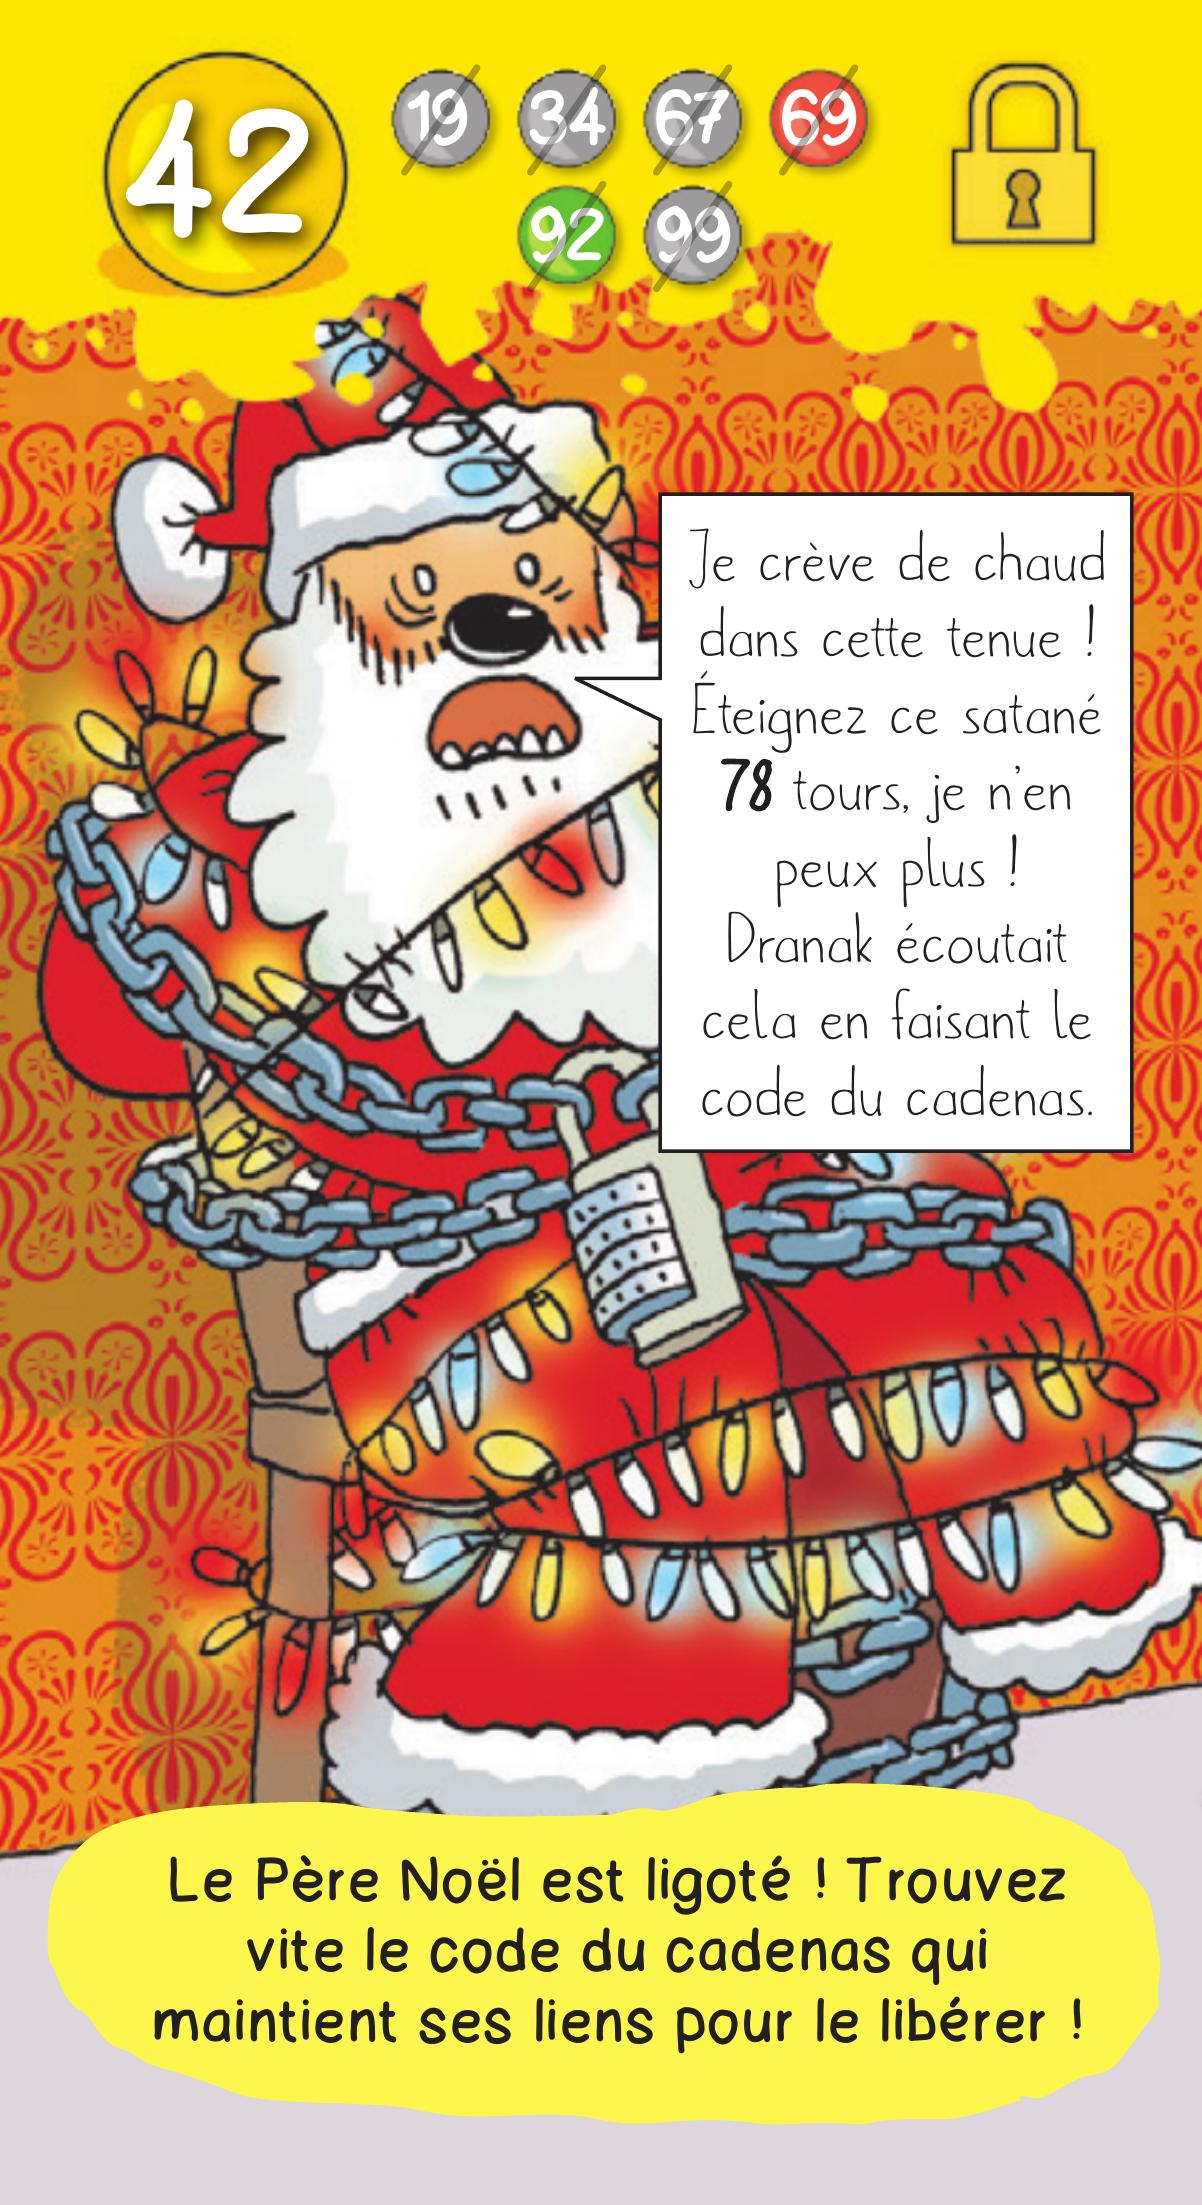 42
19 34 67 69
92 99
Je crève de chaud
dans cette tenue !
Éteignez ce satané
78 tours, je n'en
peux plus !
Dranak écoutait
cela en faisant le
code du cadenas.
Le Père Noël est ligoté ! Trouvez
vite le code du cadenas qui
maintient ses liens pour le libérer !